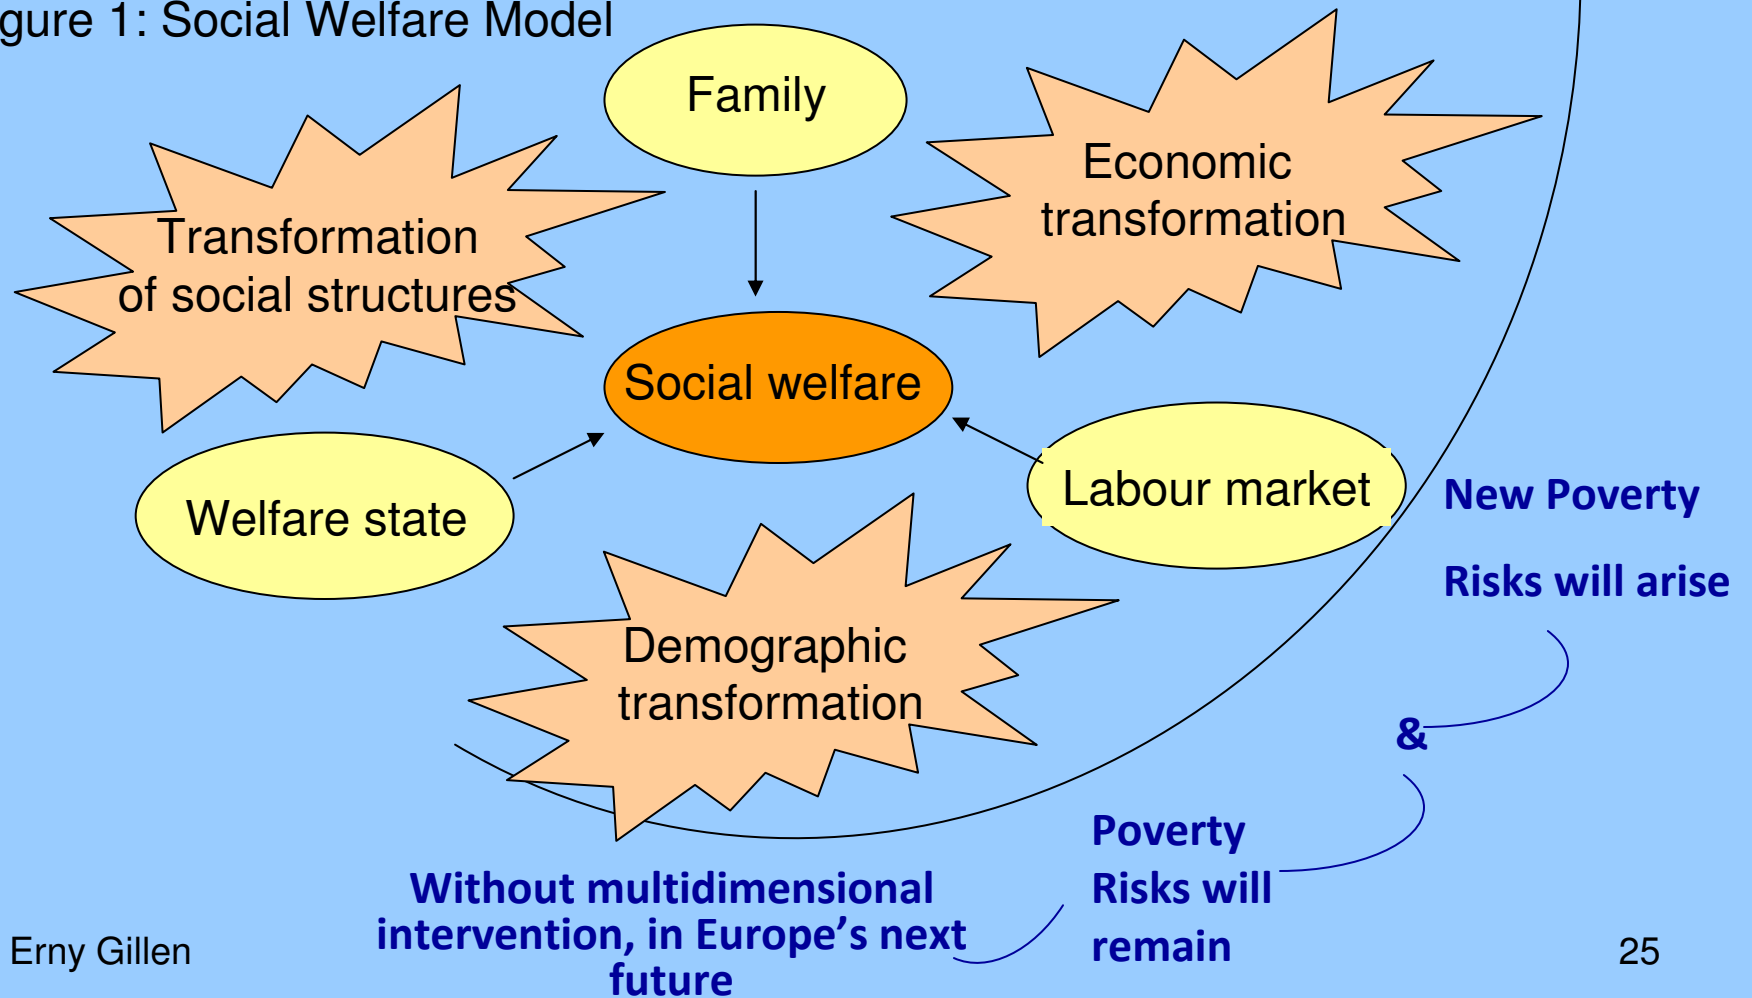 gure 1: Social Welfare Model
Family
Economic
transformation
Transformation
of social structures
Social welfare
Welfare state
Labour market
Demographic
transformation
New Poverty
Risks will arise
&
Poverty
Risks will
remain
Without multidimensional
intervention, in Europe’s next
future
Erny Gillen
25